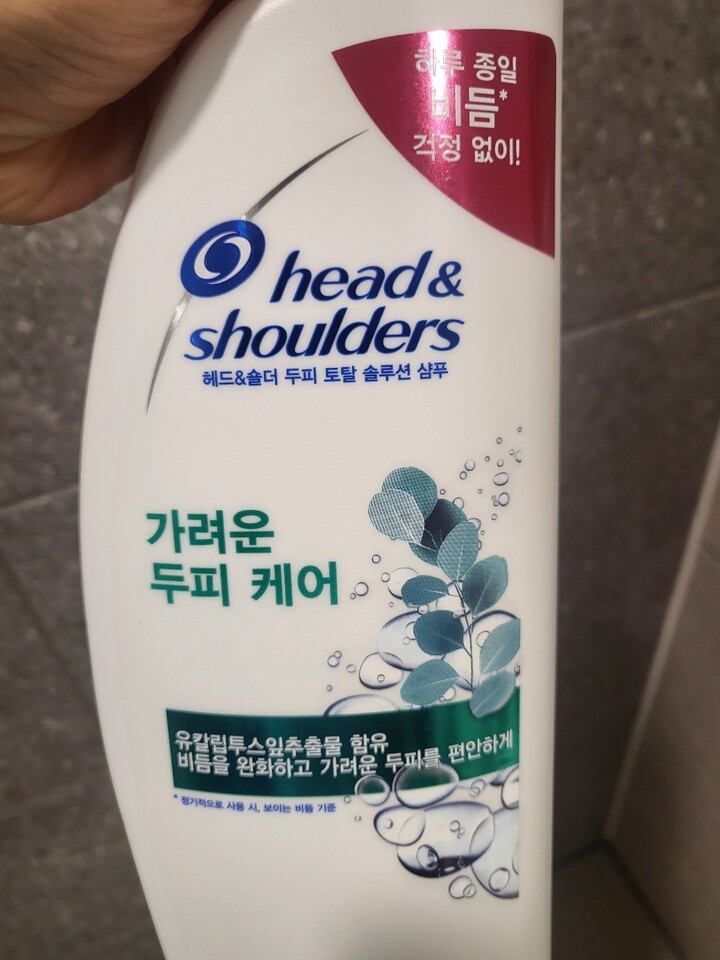 하루 종일
비듬*
걱정 없이!
head &
shoulders
헤드&숄더 두피 토탈 솔루션 샴푸
가려운
두피 케어
유칼립투스잎추출물 함유
비듬을 완화하고 가려운 두피를 편안하게
* 정기적으로 사용 시, 보이는 비듬 기준